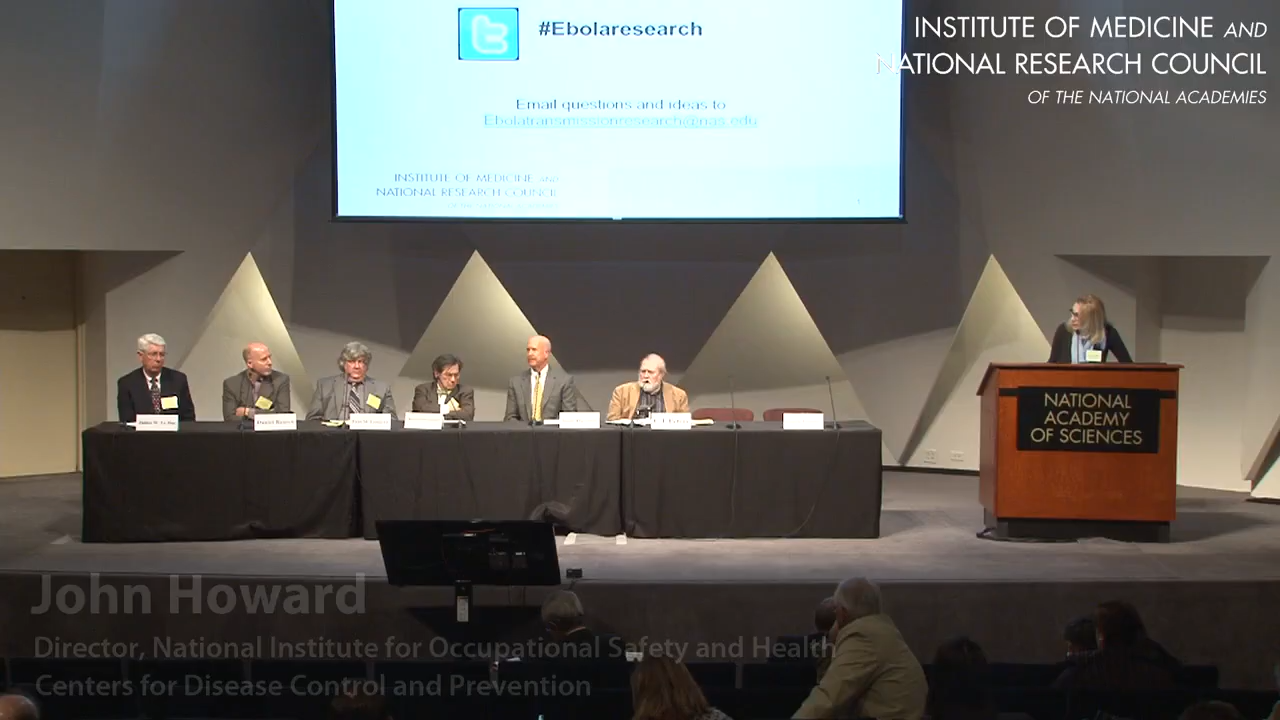 #Ebolaresearch
INSTITUTE OF MEDICINE AND
NATIONAL RESEARCH COUNCIL
OF THE NATIONAL ACADEMIES
Email questions and ideas to
Ebolatransmissionresearch@nas.edu
INSTITUTE OF MEDICINE AND
NATIONAL RESEARCH COUNCIL
NATIONAL
ACADEMY
OF SCIENCES
John Howard
Director, National Institute for Occupational Safety and Health
Centers for Disease Control and Prevention